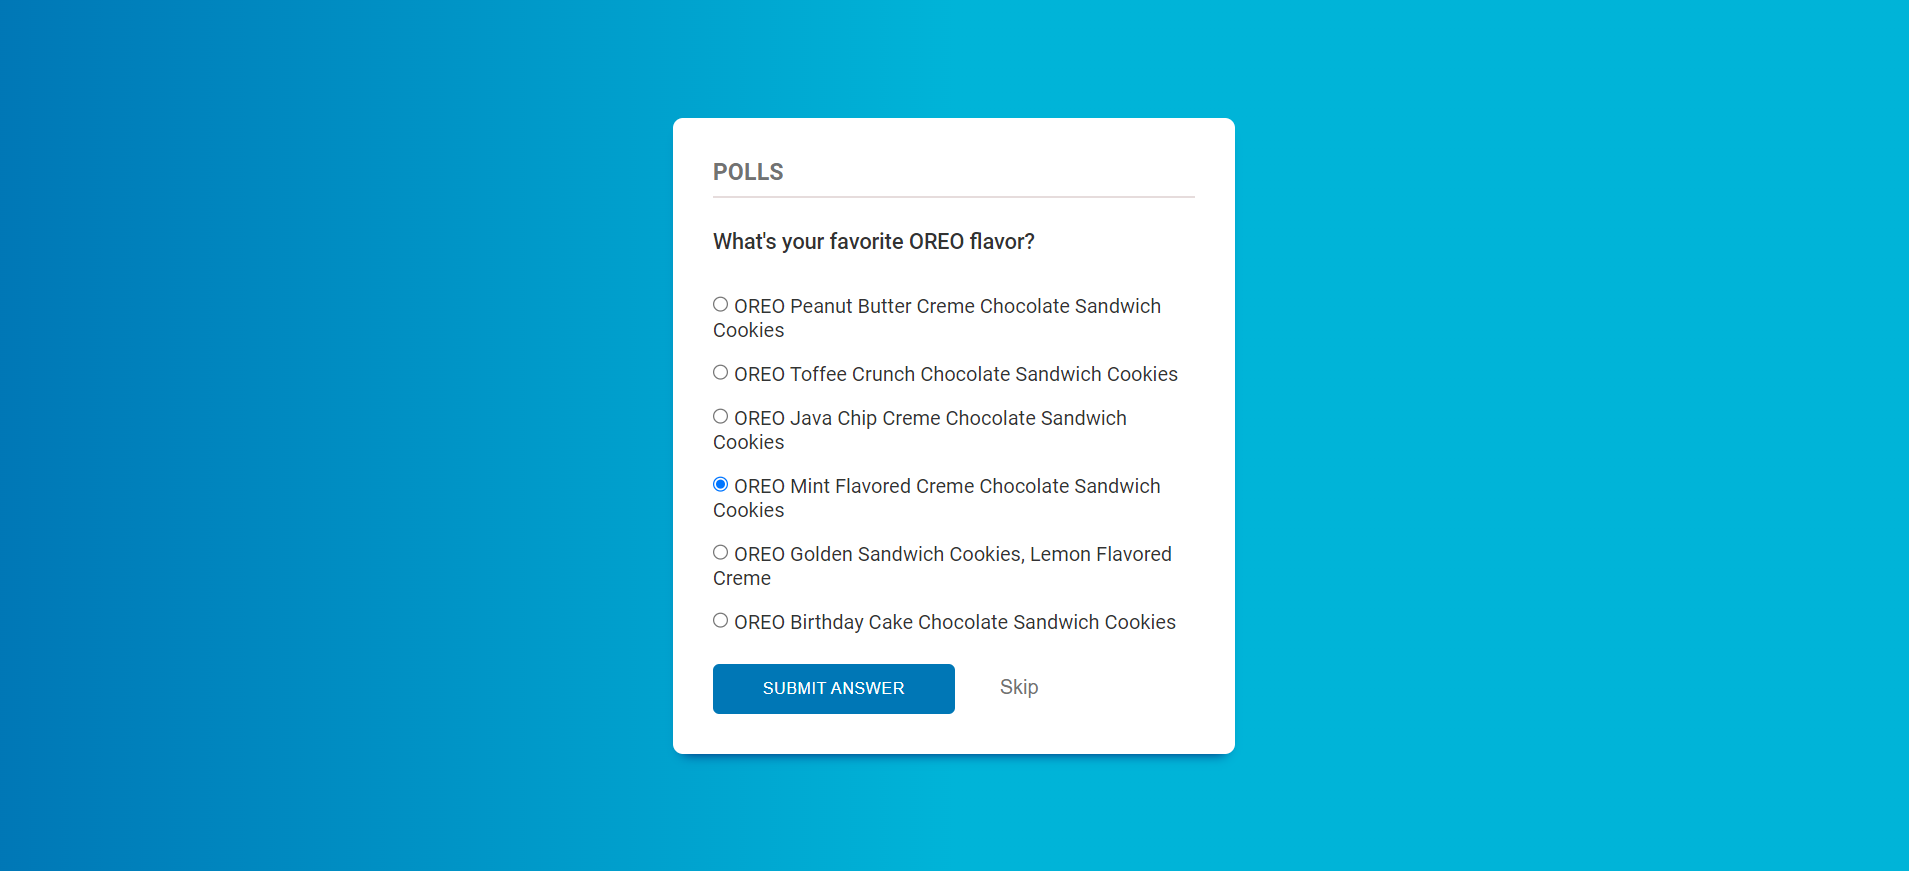 POLLS
What's your favorite OREO flavor?
OREO Peanut Butter Creme Chocolate Sandwich
Cookies
OREO Toffee Crunch Chocolate Sandwich Cookies
OREO Java Chip Creme Chocolate Sandwich
Cookies
OREO Mint Flavored Creme Chocolate Sandwich
Cookies
OREO Golden Sandwich Cookies, Lemon Flavored
Creme
OREO Birthday Cake Chocolate Sandwich Cookies
SUBMIT ANSWER
Skip